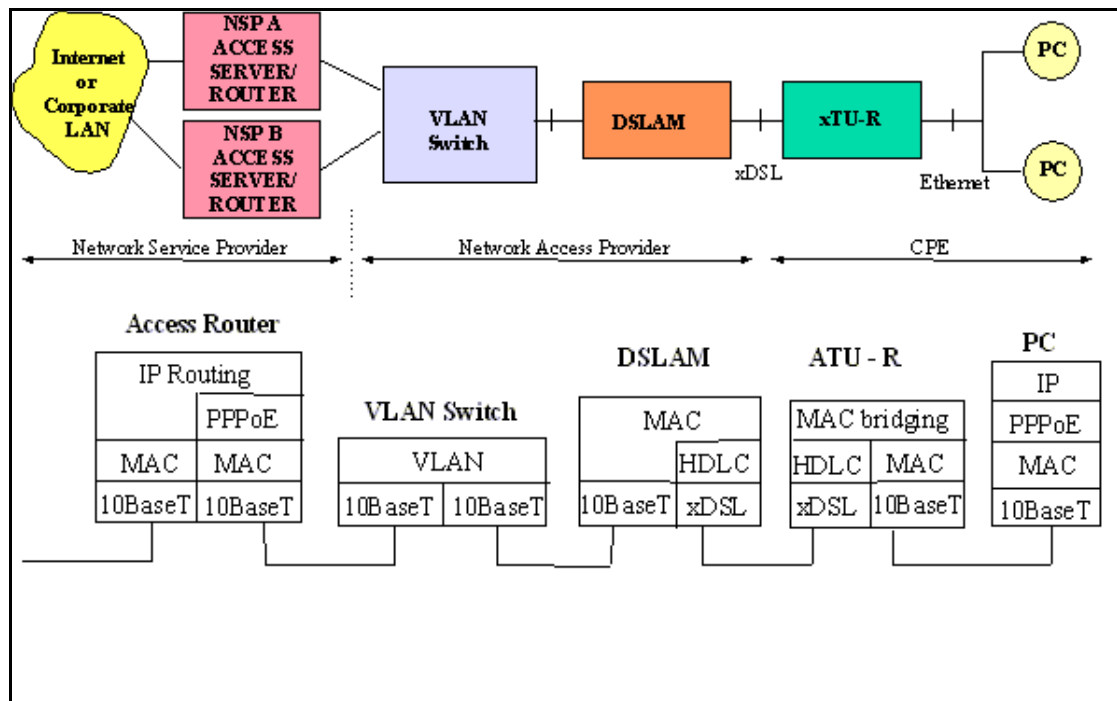 Internet
or
Corporate
LAN
NSP A
ACCESS
SERVER/
ROUTER
NSP B
ACCESS
SERVER/
ROUTER
VLAN
Switch
DSLAM
xDSL
xTU-R
Ethernet
PC
PC
Network Service Provider
Network Access Provider
CPE
Access Router
IP Routing
PPPoE
MAC MAC
10BaseT 10BaseT
VLAN Switch
VLAN
10BaseT 10BaseT
DSLAM
MAC
HDLC
10BaseT xDSL
ATU - R
MAC bridging
HDLC MAC
xDSL 10BaseT
PC
IP
PPPoE
MAC
10BaseT